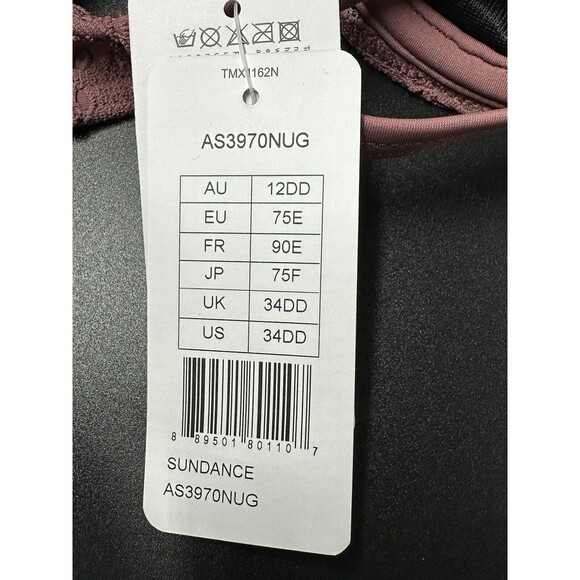 TMX1162N
AS3970NUG
AU 12DD
EU 75E
FR 90E
JP 75F
UK 34DD
US 34DD
8 89501 80110 7
SUNDANCE
AS3970NUG